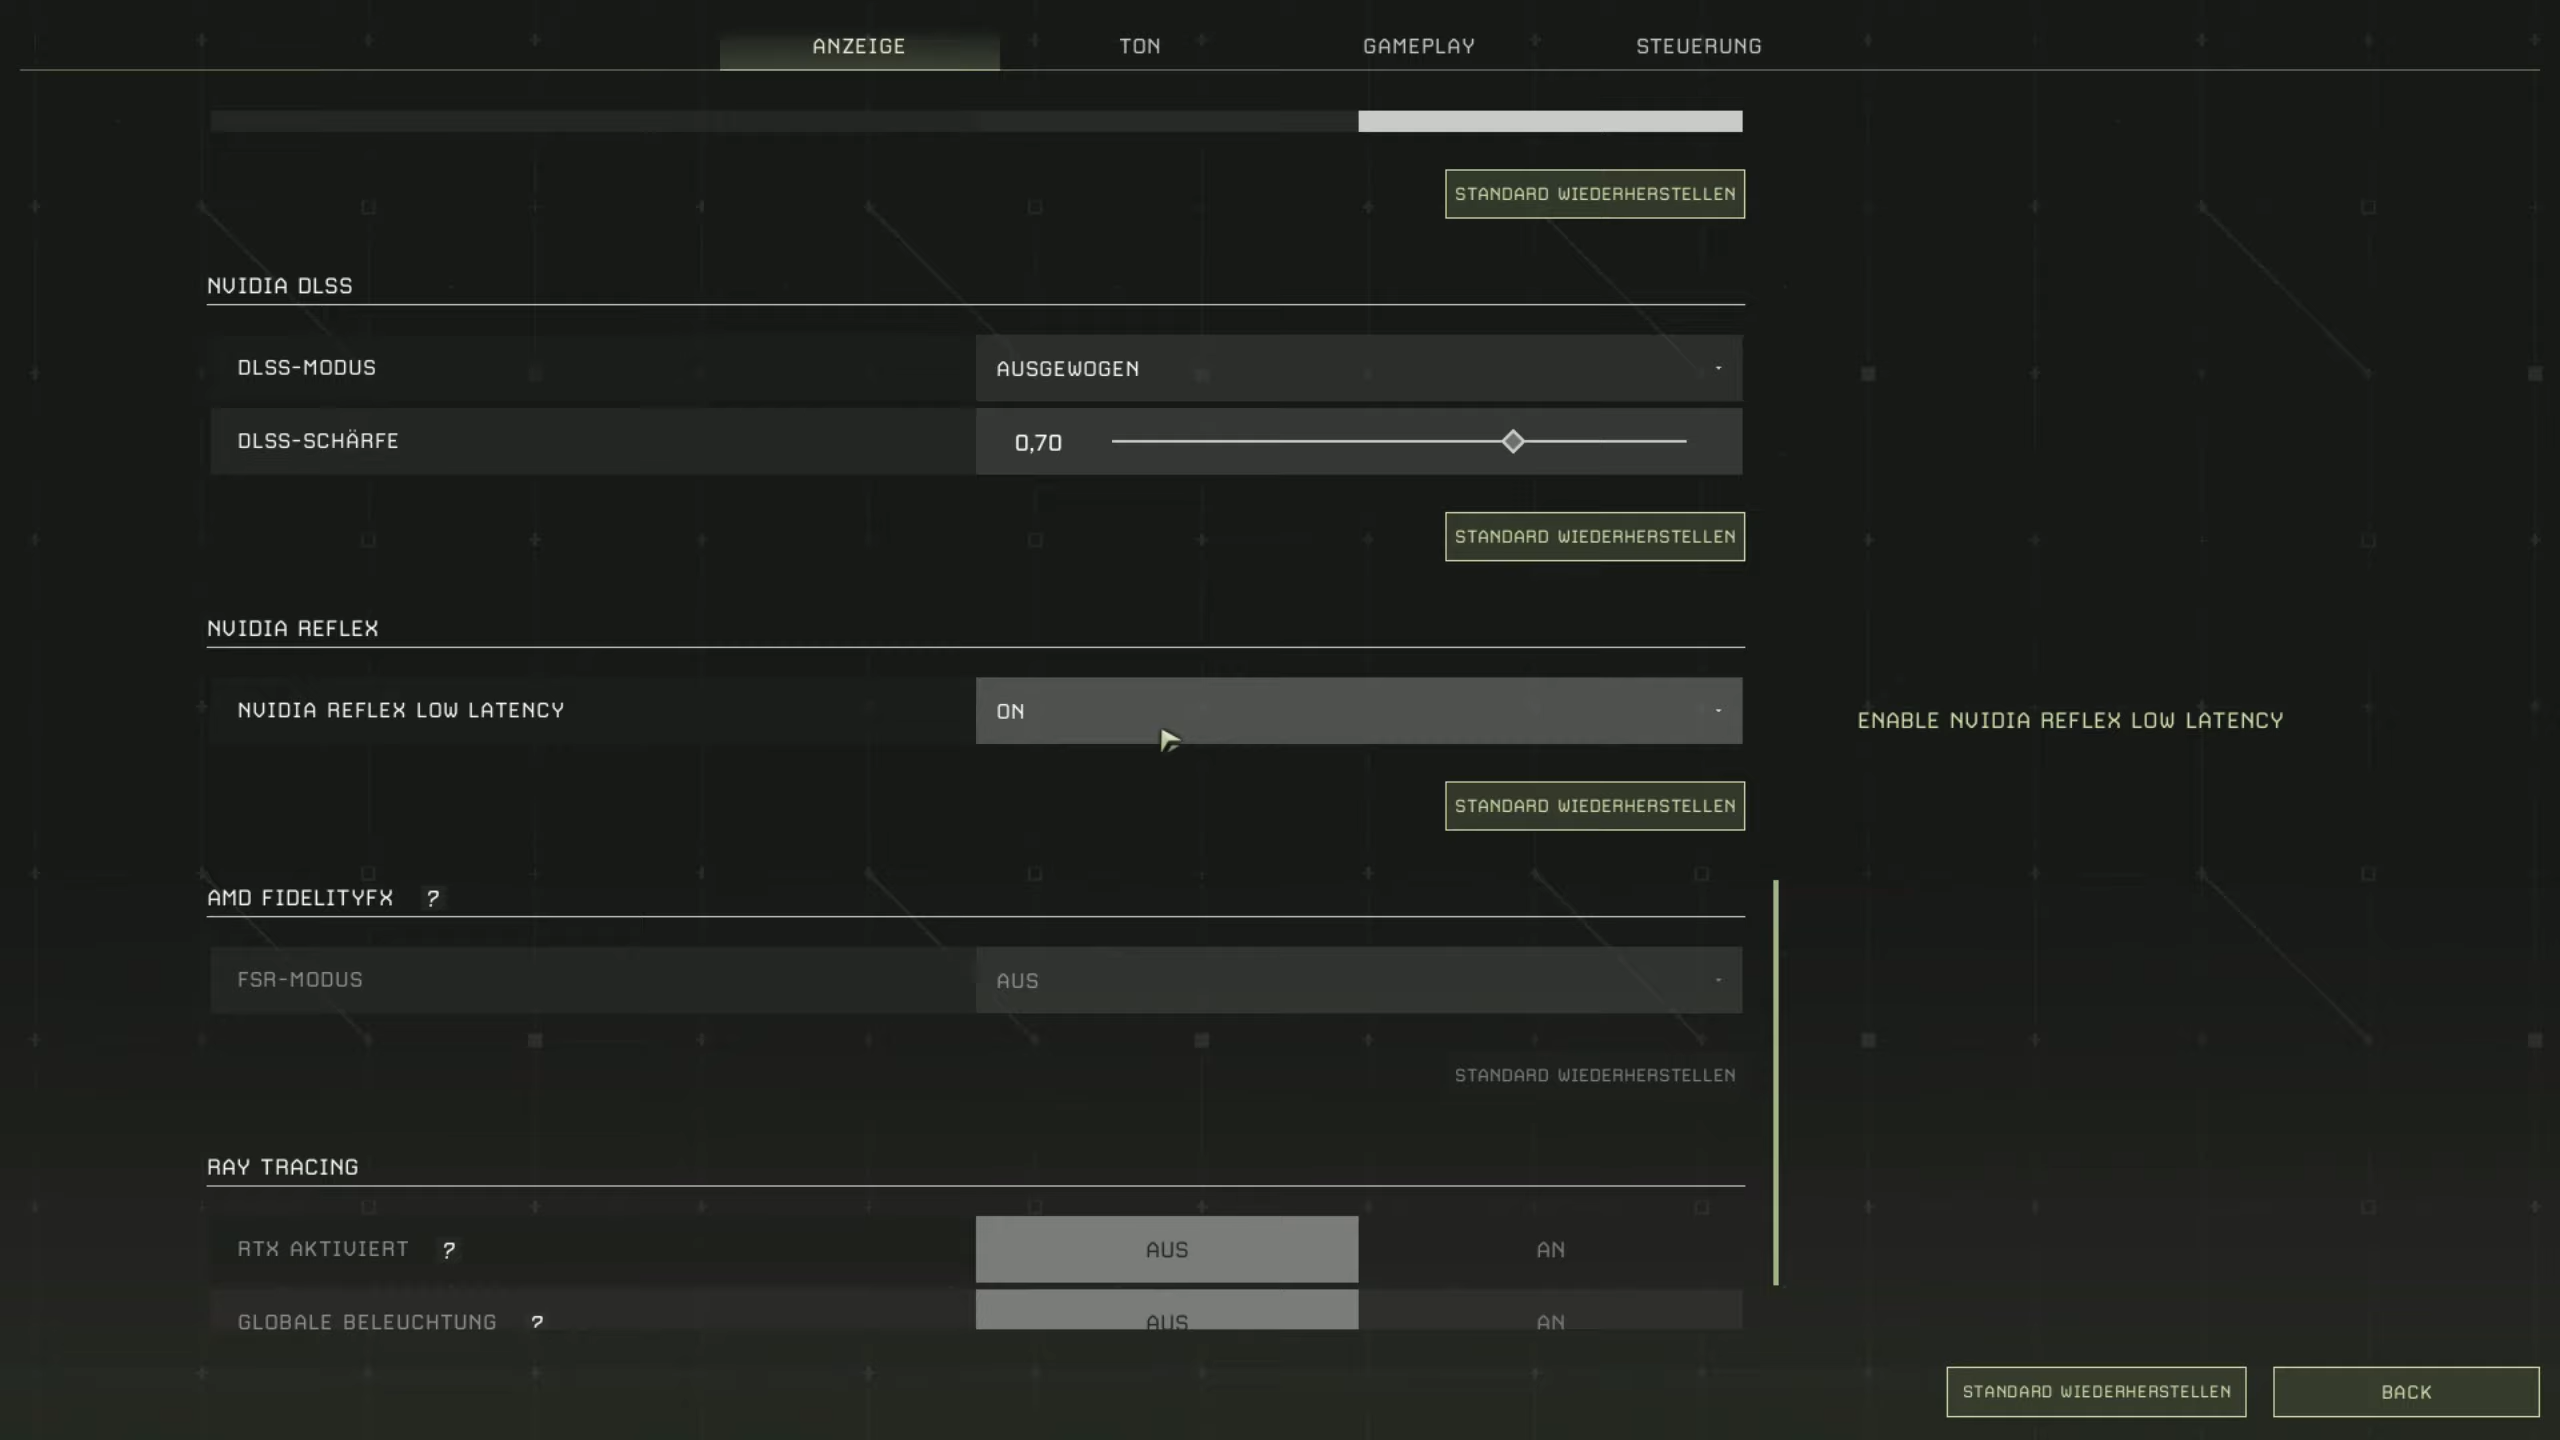 ANZEIGE TON GAMEPLAY STEUERUNG
STANDARD WIEDERHERSTELLEN
NVIDIA DLSS
DLSS-MODUS AUSGEWOGEN
DLSS-SCHÄRFE 0,70
STANDARD WIEDERHERSTELLEN
NVIDIA REFLEX
NVIDIA REFLEX LOW LATENCY ON
ENABLE NVIDIA REFLEX LOW LATENCY
STANDARD WIEDERHERSTELLEN
AMD FIDELITYFX ?
FSR-MODUS AUS
STANDARD WIEDERHERSTELLEN
RAY TRACING
RTX AKTIVIERT ? AUS AN
GLOBALE BELEUCHTUNG ? AUS AN
STANDARD WIEDERHERSTELLEN BACK